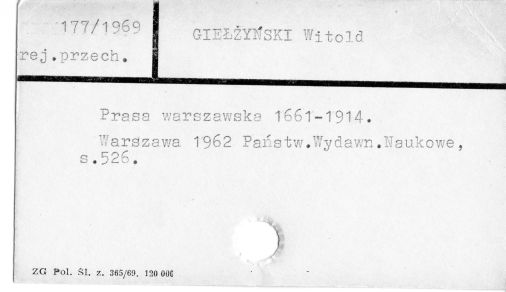 177/1969
rej.przech.
GIEŁŻYŃSKI Witold
Prasa warszawska 1661-1914.
Warszawa 1962 Państw.Wydawn.Naukowe,
s.526.
ZG Pol. Śl. z. 365/69. 120 000